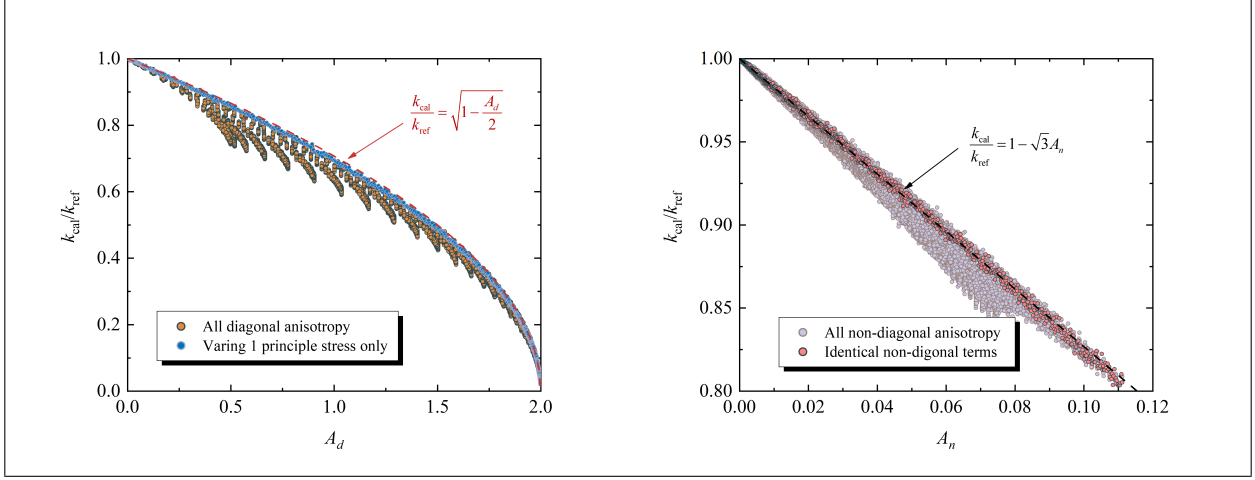 1.0
0.8
0.6
0.4
0.2
0.0
k_cal/k_ref
k_cal/k_ref = √(1 − A_d/2)
All diagonal anisotropy
Varing 1 principle stress only
0.0 0.5 1.0 1.5 2.0
A_d
1.00
0.95
0.90
0.85
0.80
k_cal/k_ref
k_cal/k_ref = 1 − √3A_n
All non-diagonal anisotropy
Identical non-digonal terms
0.00 0.02 0.04 0.06 0.08 0.10 0.12
A_n